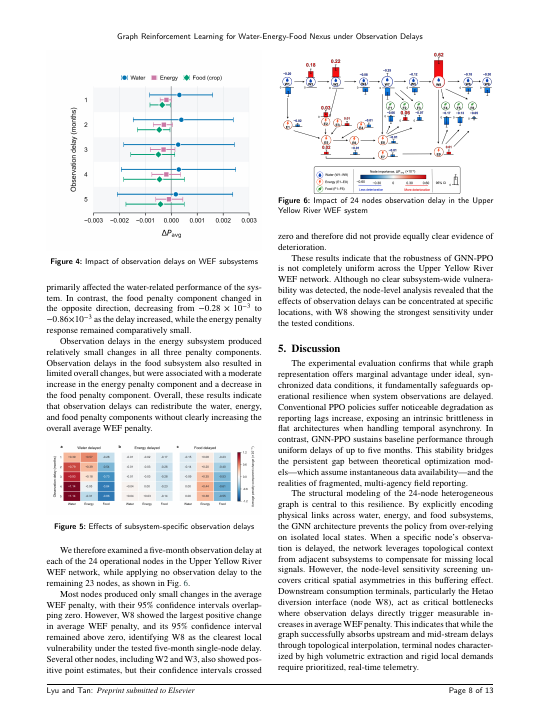 Graph Reinforcement Learning for Water-Energy-Food Nexus under Observation Delays
Water Energy Food (crop)
Observation delay (months)
1
2
3
4
5
−0.003 −0.002 −0.001 0.000 0.001 0.002 0.003
ΔPavg
Figure 4: Impact of observation delays on WEF subsystems
primarily affected the water-related performance of the sys-
tem. In contrast, the food penalty component changed in
the opposite direction, decreasing from −0.28 × 10−3 to
−0.86×10−3 as the delay increased, while the energy penalty
response remained comparatively small.
Observation delays in the energy subsystem produced
relatively small changes in all three penalty components.
Observation delays in the food subsystem also resulted in
limited overall changes, but were associated with a moderate
increase in the energy penalty component and a decrease in
the food penalty component. Overall, these results indicate
that observation delays can redistribute the water, energy,
and food penalty components without clearly increasing the
overall average WEF penalty.
Water delayed
Energy delayed
Food delayed
Water Energy Food
Water Energy Food
Water Energy Food
Figure 5: Effects of subsystem-specific observation delays
We therefore examined a five-month observation delay at
each of the 24 operational nodes in the Upper Yellow River
WEF network, while applying no observation delay to the
remaining 23 nodes, as shown in Fig. 6.
Most nodes produced only small changes in the average
WEF penalty, with their 95% confidence intervals overlap-
ping zero. However, W8 showed the largest positive change
in average WEF penalty, and its 95% confidence interval
remained above zero, identifying W8 as the clearest local
vulnerability under the tested five-month single-node delay.
Several other nodes, including W2 and W3, also showed pos-
itive point estimates, but their confidence intervals crossed
0.18
0.22
0.62
Water (W1–W8)
Figure 6: Impact of 24 nodes observation delay in the Upper
Yellow River WEF system
zero and therefore did not provide equally clear evidence of
deterioration.
These results indicate that the robustness of GNN-PPO
is not completely uniform across the Upper Yellow River
WEF network. Although no clear subsystem-wide vulnera-
bility was detected, the node-level analysis revealed that the
effects of observation delays can be concentrated at specific
locations, with W8 showing the strongest sensitivity under
the tested conditions.
5. Discussion
The experimental evaluation confirms that while graph
representation offers marginal advantage under ideal, syn-
chronized data conditions, it fundamentally safeguards op-
erational resilience when system observations are delayed.
Conventional PPO policies suffer noticeable degradation as
reporting lags increase, exposing an intrinsic brittleness in
flat architectures when handling temporal asynchrony. In
contrast, GNN-PPO sustains baseline performance through
uniform delays of up to five months. This stability bridges
the persistent gap between theoretical optimization mod-
els—which assume instantaneous data availability—and the
realities of fragmented, multi-agency field reporting.
The structural modeling of the 24-node heterogeneous
graph is central to this resilience. By explicitly encoding
physical links across water, energy, and food subsystems,
the GNN architecture prevents the policy from over-relying
on isolated local states. When a specific node's observa-
tion is delayed, the network leverages topological context
from adjacent subsystems to compensate for missing local
signals. However, the node-level sensitivity screening un-
covers critical spatial asymmetries in this buffering effect.
Downstream consumption terminals, particularly the Hetao
diversion interface (node W8), act as critical bottlenecks
where observation delays directly trigger measurable in-
creases in average WEF penalty. This indicates that while the
graph successfully absorbs upstream and mid-stream delays
through topological interpolation, terminal nodes character-
ized by high volumetric extraction and rigid local demands
require prioritized, real-time telemetry.
Lyu and Tan: Preprint submitted to Elsevier
Page 8 of 13